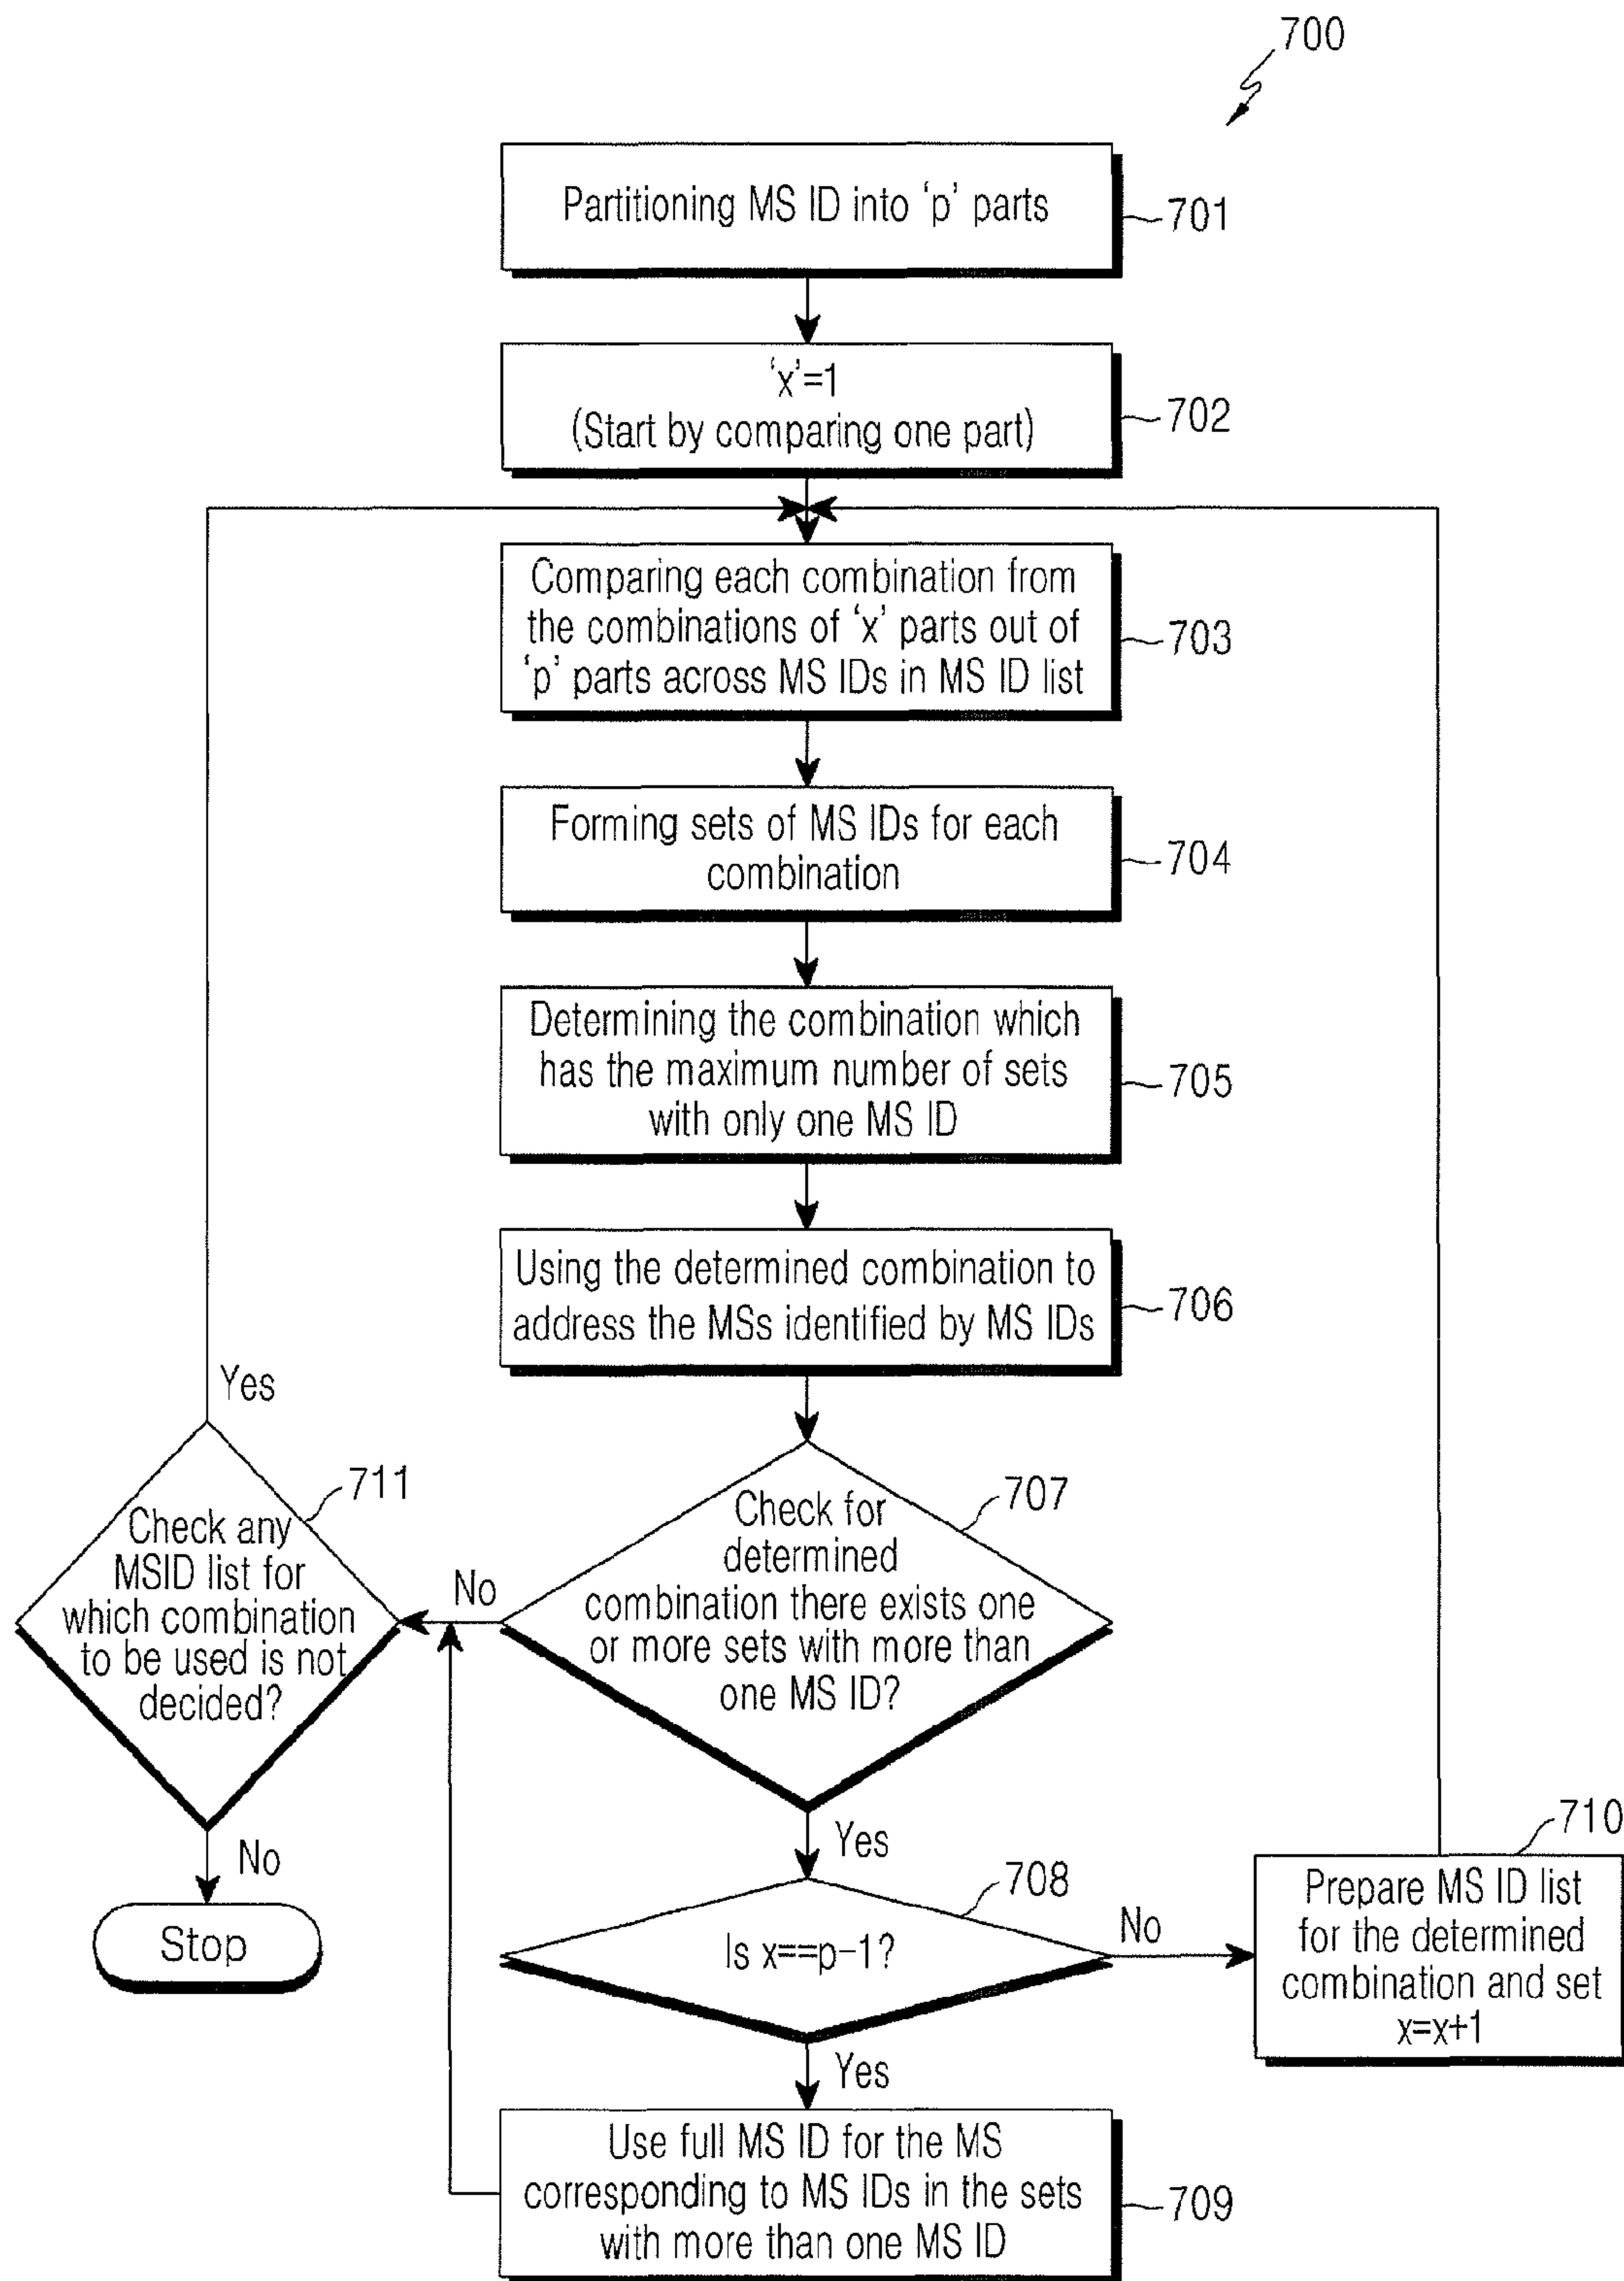 700
Partitioning MS ID into ‘p’ parts
701
‘x’=1
(Start by comparing one part)
702
Comparing each combination from
the combinations of ‘x’ parts out of
‘p’ parts across MS IDs in MS ID list
703
Forming sets of MS IDs for each
combination
704
Determining the combination which
has the maximum number of sets
with only one MS ID
705
Using the determined combination to
address the MSs identified by MS IDs
706
Yes
711
Check any
MSID list for
which combination
to be used is not
decided?
No
Stop
No
707
Check for
determined
combination there exists one
or more sets with more than
one MS ID?
Yes
708
Is x==p-1?
No
710
Prepare MS ID list
for the determined
combination and set
x=x+1
Yes
Use full MS ID for the MS
corresponding to MS IDs in the sets
with more than one MS ID
709